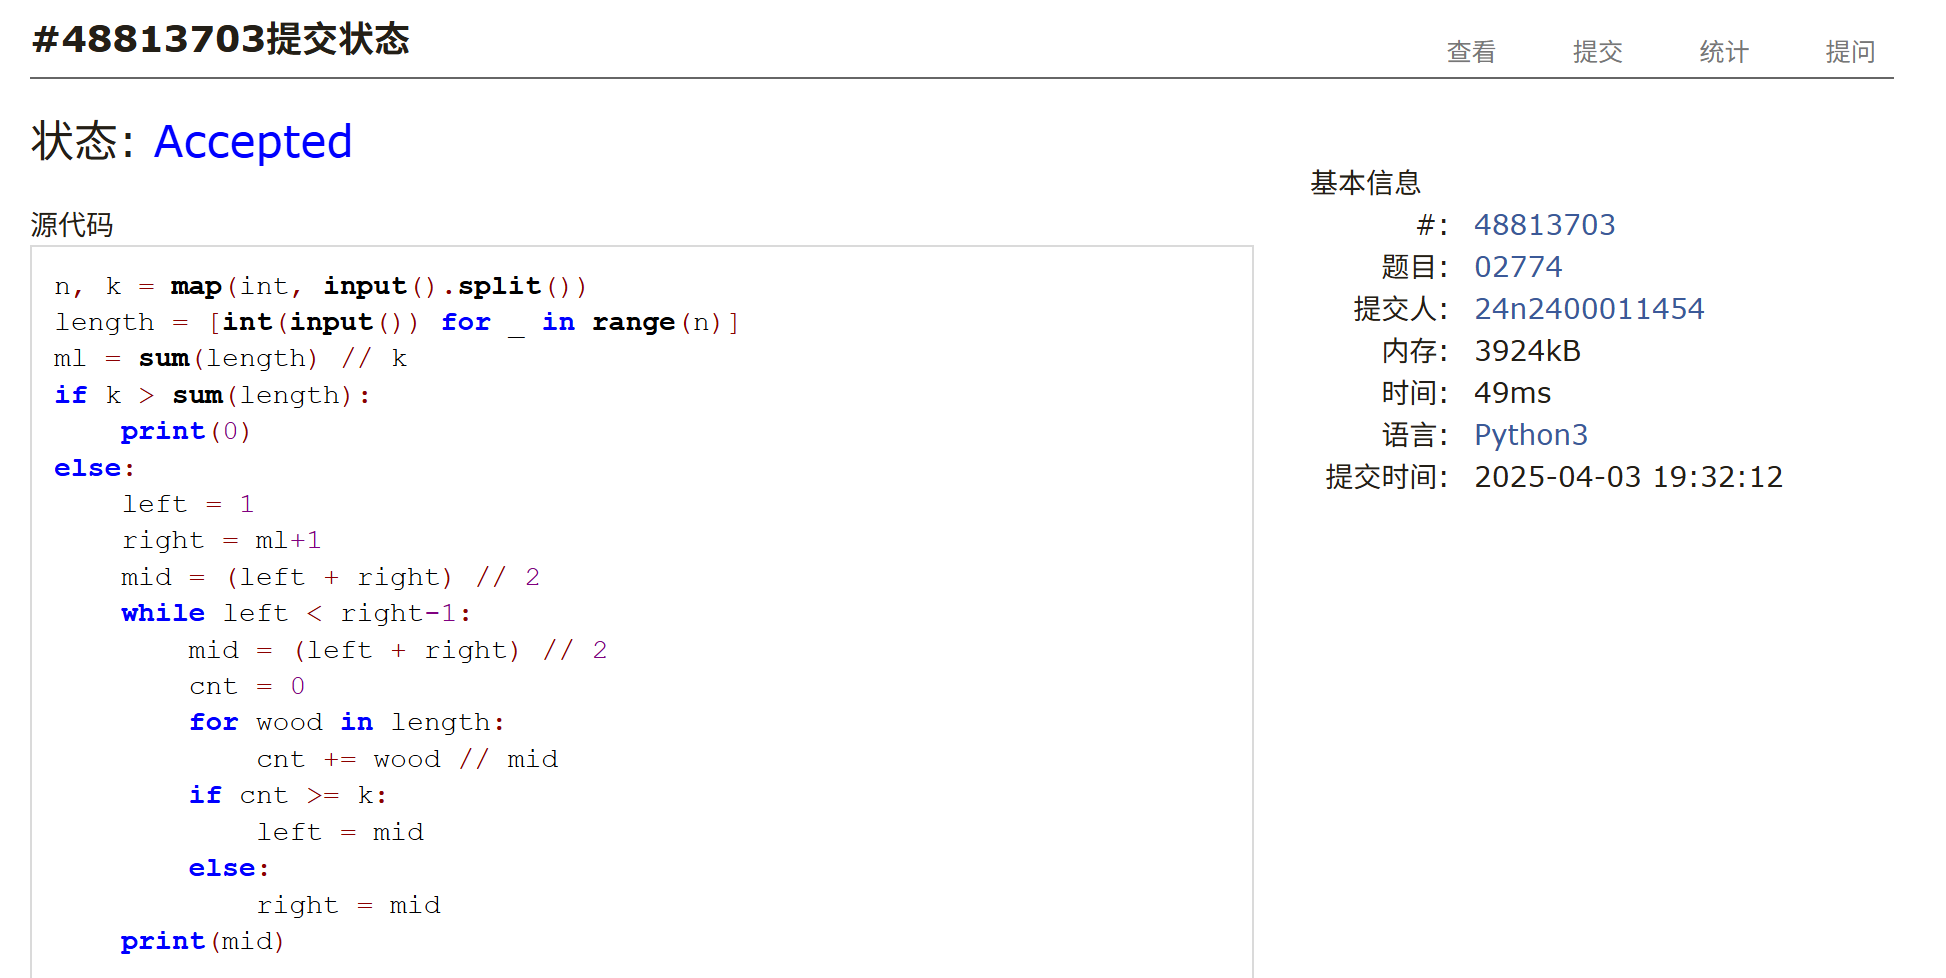 #48813703提交状态
查看 提交 统计 提问
状态: Accepted
源代码
n, k = map(int, input().split())
length = [int(input()) for _ in range(n)]
ml = sum(length) // k
if k > sum(length):
    print(0)
else:
    left = 1
    right = ml+1
    mid = (left + right) // 2
    while left < right-1:
        mid = (left + right) // 2
        cnt = 0
        for wood in length:
            cnt += wood // mid
        if cnt >= k:
            left = mid
        else:
            right = mid
    print(mid)
基本信息
#: 48813703
题目: 02774
提交人: 24n2400011454
内存: 3924kB
时间: 49ms
语言: Python3
提交时间: 2025-04-03 19:32:12